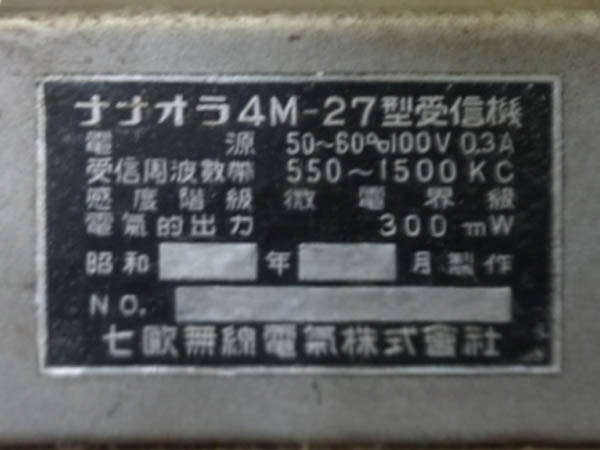 ナナオラ4M-27型受信機
電源 50～60% 100V 0.3A
受信周波数帯 550～1500KC
感度階級 微電界級
電氣的出力 300mW
昭和 年 月製作
NO.
七歐無線電氣株式會社